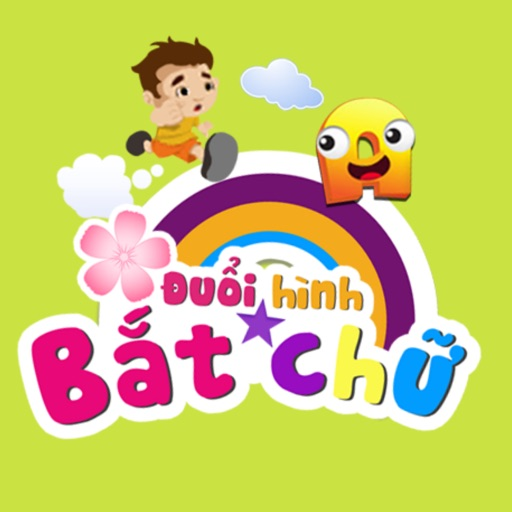 A
Đuổi hình
Bắt chữ